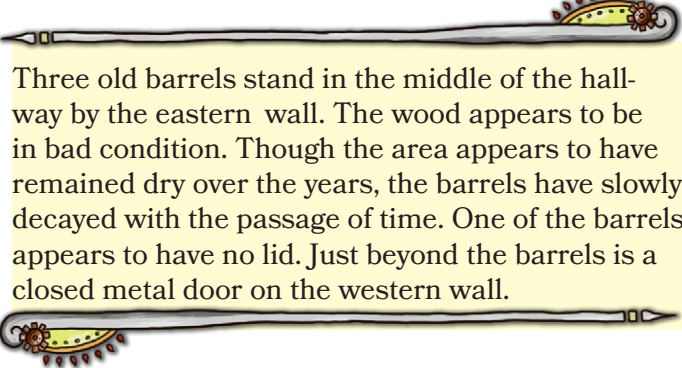 Three old barrels stand in the middle of the hall-
way by the eastern wall. The wood appears to be
in bad condition. Though the area appears to have
remained dry over the years, the barrels have slowly
decayed with the passage of time. One of the barrels
appears to have no lid. Just beyond the barrels is a
closed metal door on the western wall.